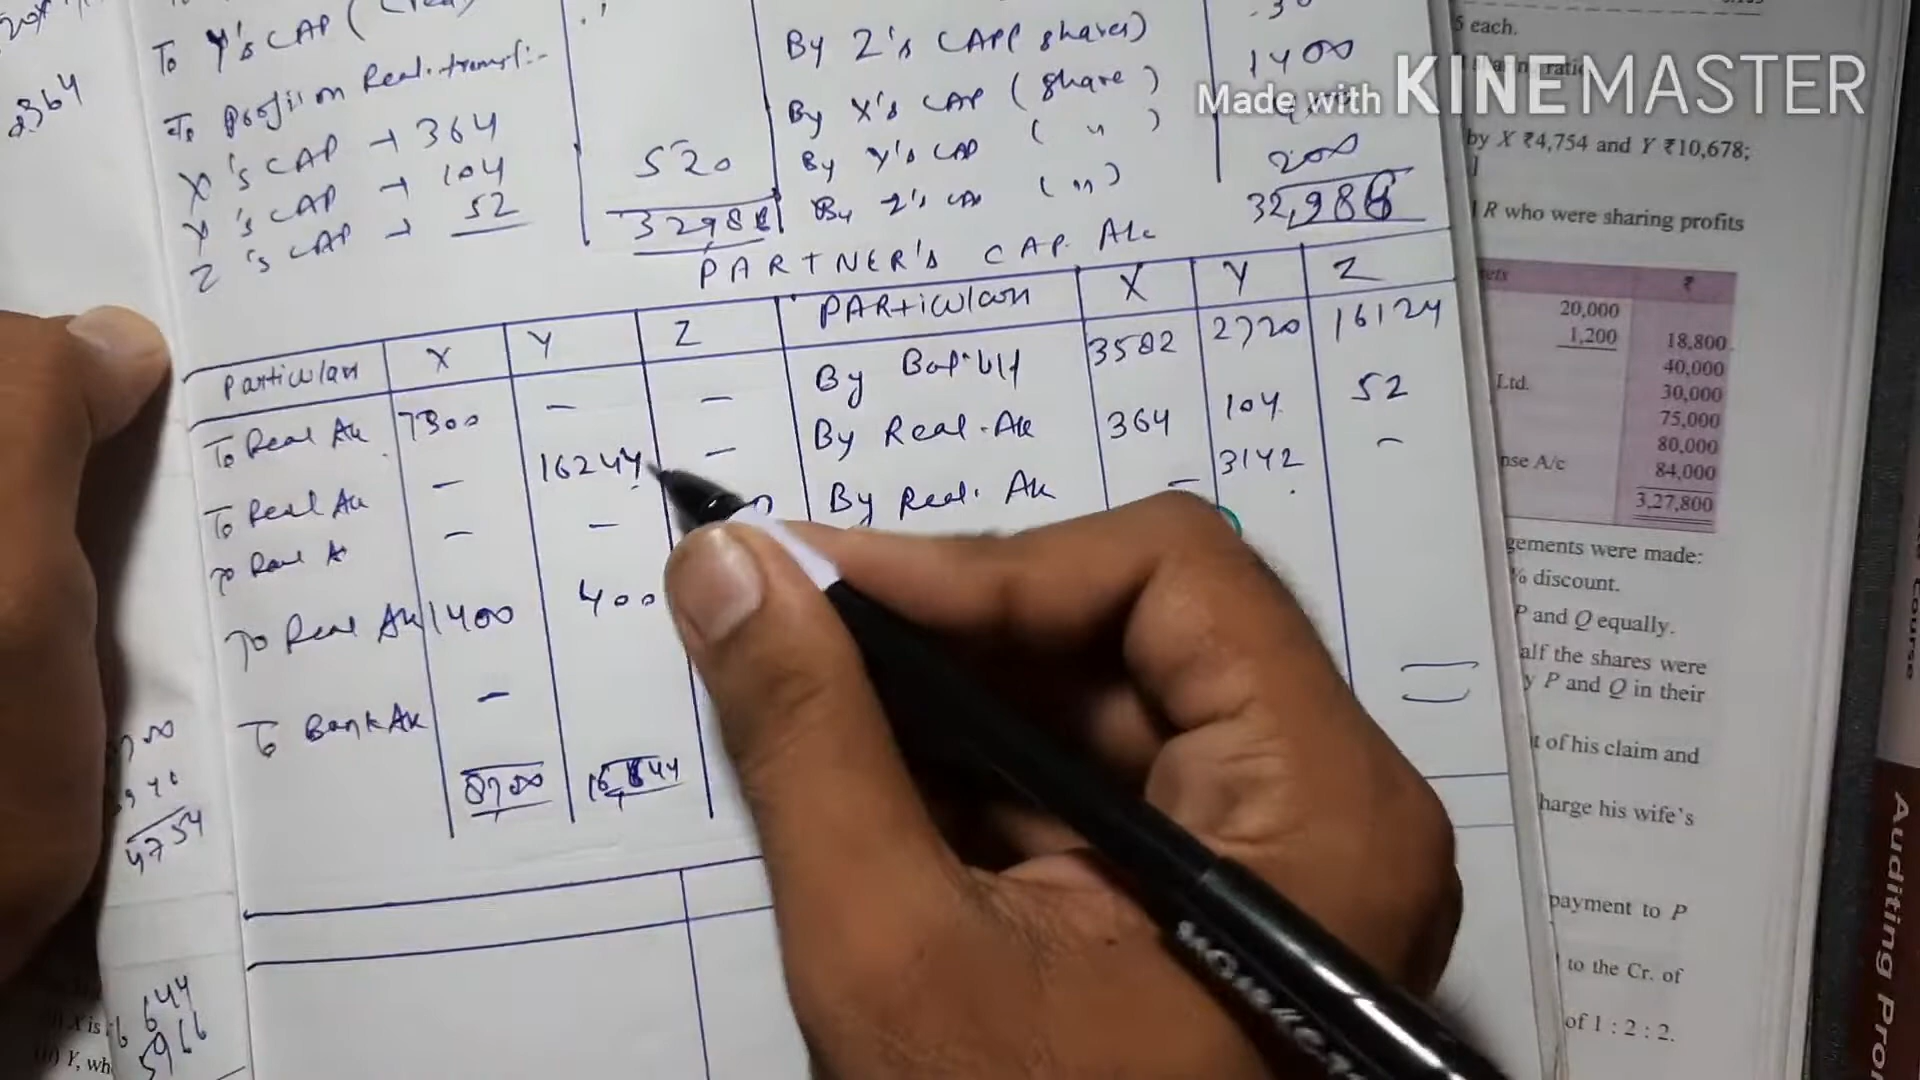 2364
To Y's CAP (
To Profit on Real. transf:-
X's CAP → 364
Y's CAP → 104
Z's CAP → 52
520
32986
By Z's CAP (shares)
By X's CAP (share) 1400
By Y's CAP ( " )
By Z's CAP ( " ) 200
32,986
PARTNER'S CAP. A/c
Particulars X Y Z PARticulars X Y Z
To Real A/c 7300 — — By Bal. b/f 3582 2720 16124
To Real A/c — 16244 — By Real. A/c 364 104 52
To Real A — — By Real. A/c — 3142 —
To Real A/c 1400 400
To Bank A/c —
8700 16,644
4754
6644
5966
Made with KINEMASTER
5 each.
by X ₹4,754 and Y ₹10,678;
R who were sharing profits
₹
20,000
1,200 18,800
40,000
Ltd. 30,000
75,000
80,000
nse A/c 84,000
3,27,800
gements were made:
% discount.
P and Q equally.
alf the shares were
y P and Q in their
t of his claim and
harge his wife's
payment to P
to the Cr. of
of 1 : 2 : 2.
X is
(ii) Y, wh
Course
Auditing Pro